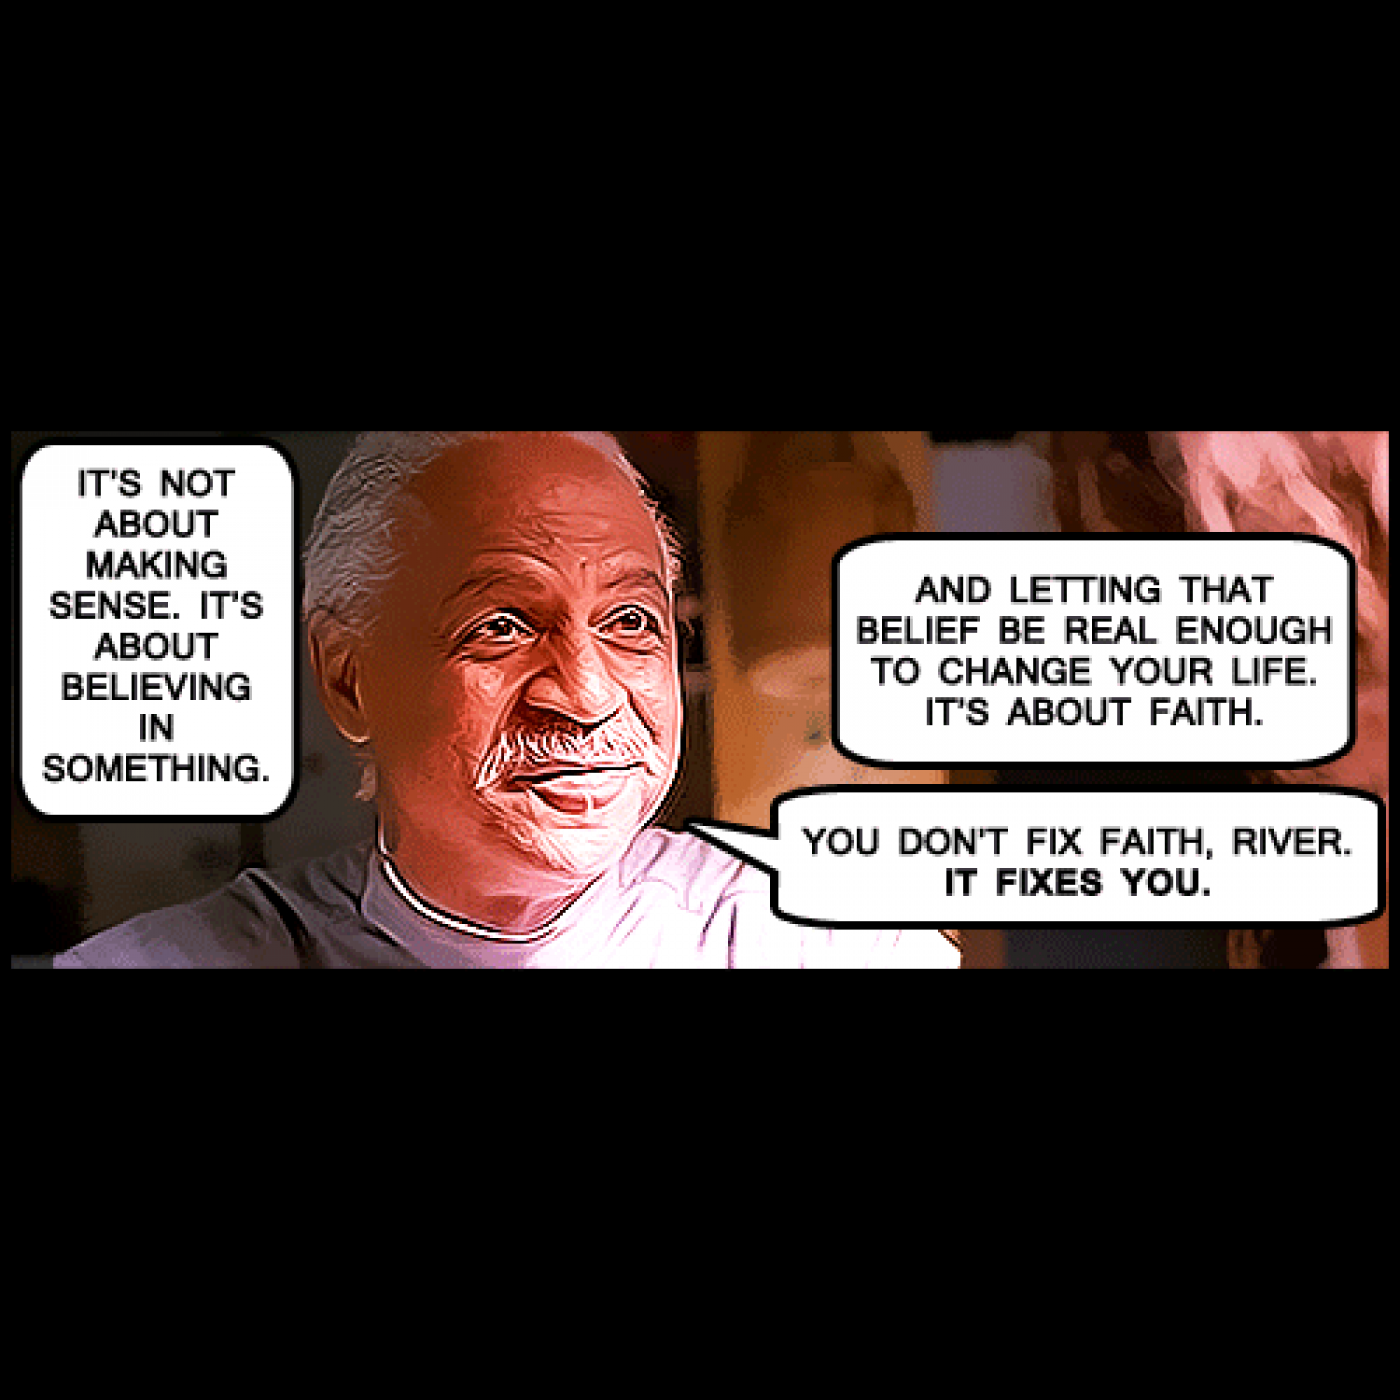 IT'S NOT
ABOUT
MAKING
SENSE. IT'S
ABOUT
BELIEVING
IN
SOMETHING.
AND LETTING THAT
BELIEF BE REAL ENOUGH
TO CHANGE YOUR LIFE.
IT'S ABOUT FAITH.
YOU DON'T FIX FAITH, RIVER.
IT FIXES YOU.